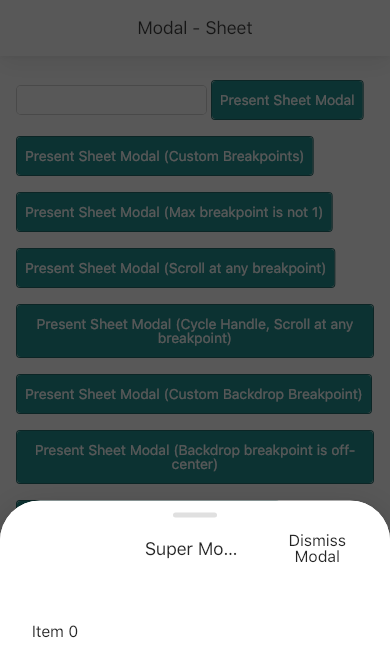 Modal - Sheet
Present Sheet Modal
Present Sheet Modal (Custom Breakpoints)
Present Sheet Modal (Max breakpoint is not 1)
Present Sheet Modal (Scroll at any breakpoint)
Present Sheet Modal (Cycle Handle, Scroll at any
breakpoint)
Present Sheet Modal (Custom Backdrop Breakpoint)
Present Sheet Modal (Backdrop breakpoint is off-
center)
Super Mo...
Dismiss
Modal
Item 0